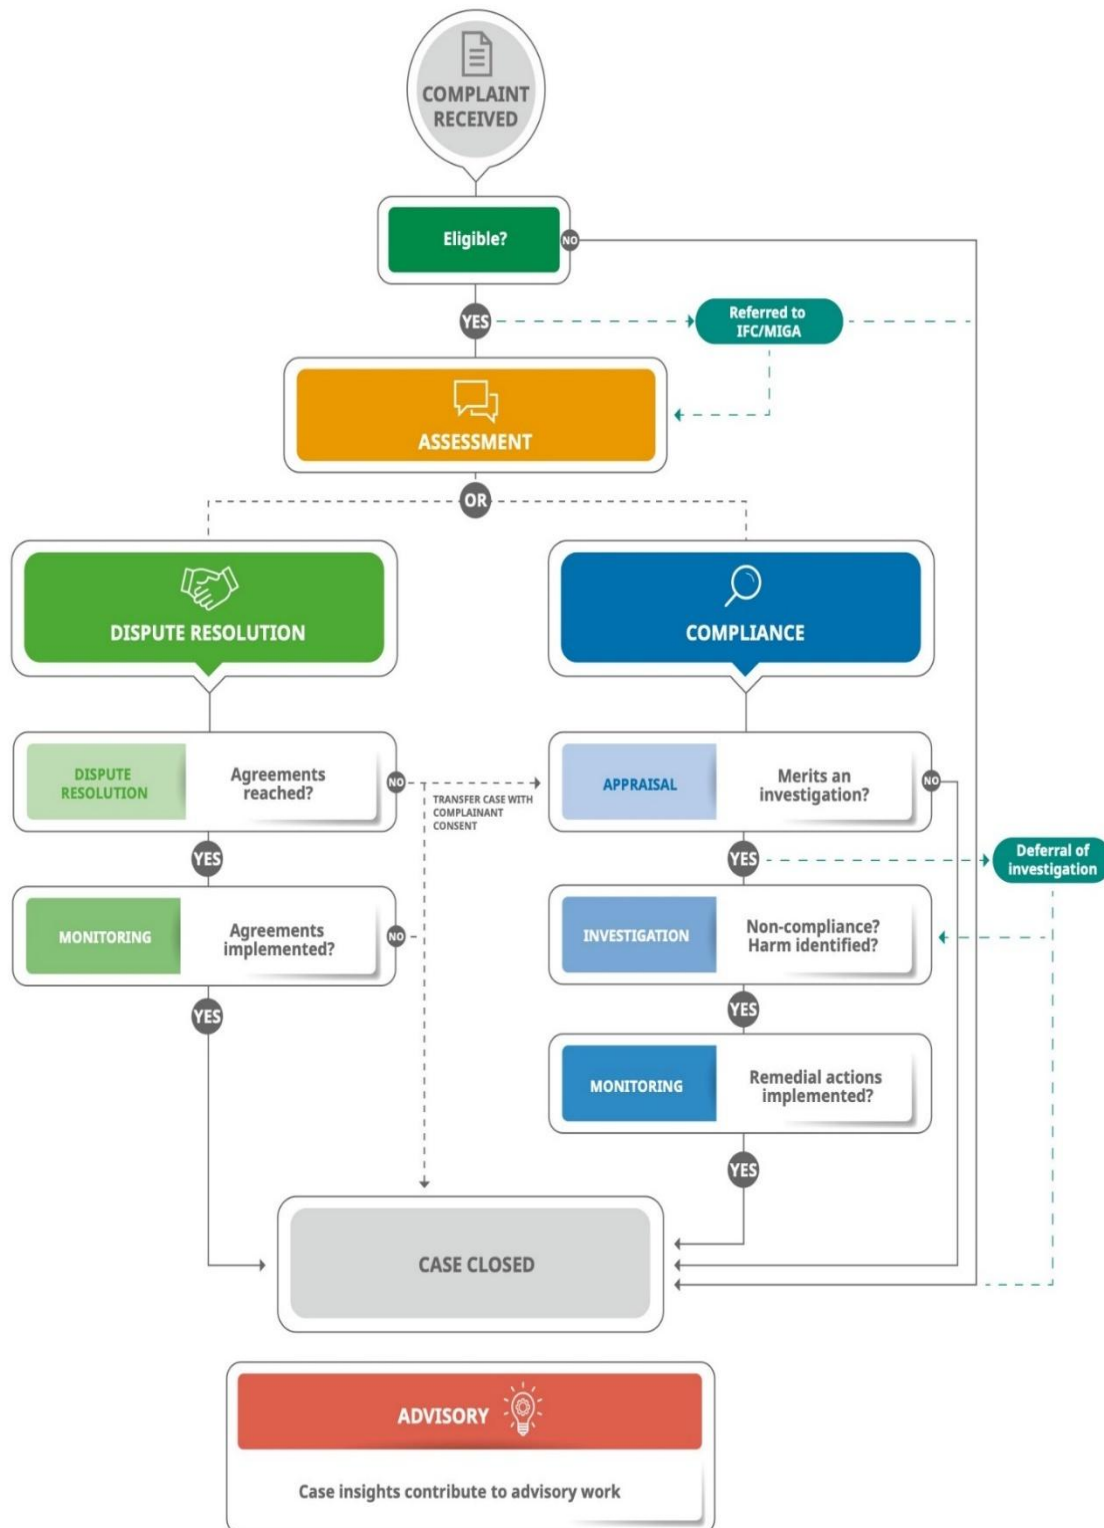 COMPLAINT
RECEIVED
Eligible?
NO
YES
Referred to
IFC/MIGA
ASSESSMENT
OR
DISPUTE RESOLUTION
COMPLIANCE
DISPUTE
RESOLUTION
Agreements
reached?
NO
TRANSFER CASE WITH
COMPLAINANT
CONSENT
APPRAISAL
Merits an
investigation?
NO
YES
YES
Deferral of
investigation
MONITORING
Agreements
implemented?
NO
INVESTIGATION
Non-compliance?
Harm identified?
YES
YES
MONITORING
Remedial actions
implemented?
YES
CASE CLOSED
ADVISORY
Case insights contribute to advisory work